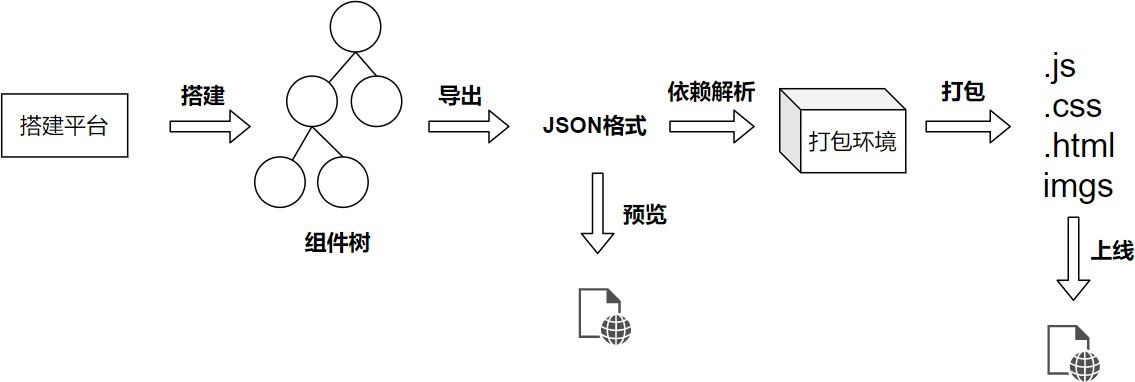 搭建平台
搭建
组件树
导出
JSON格式
预览
依赖解析
打包环境
打包
.js
.css
.html
imgs
上线